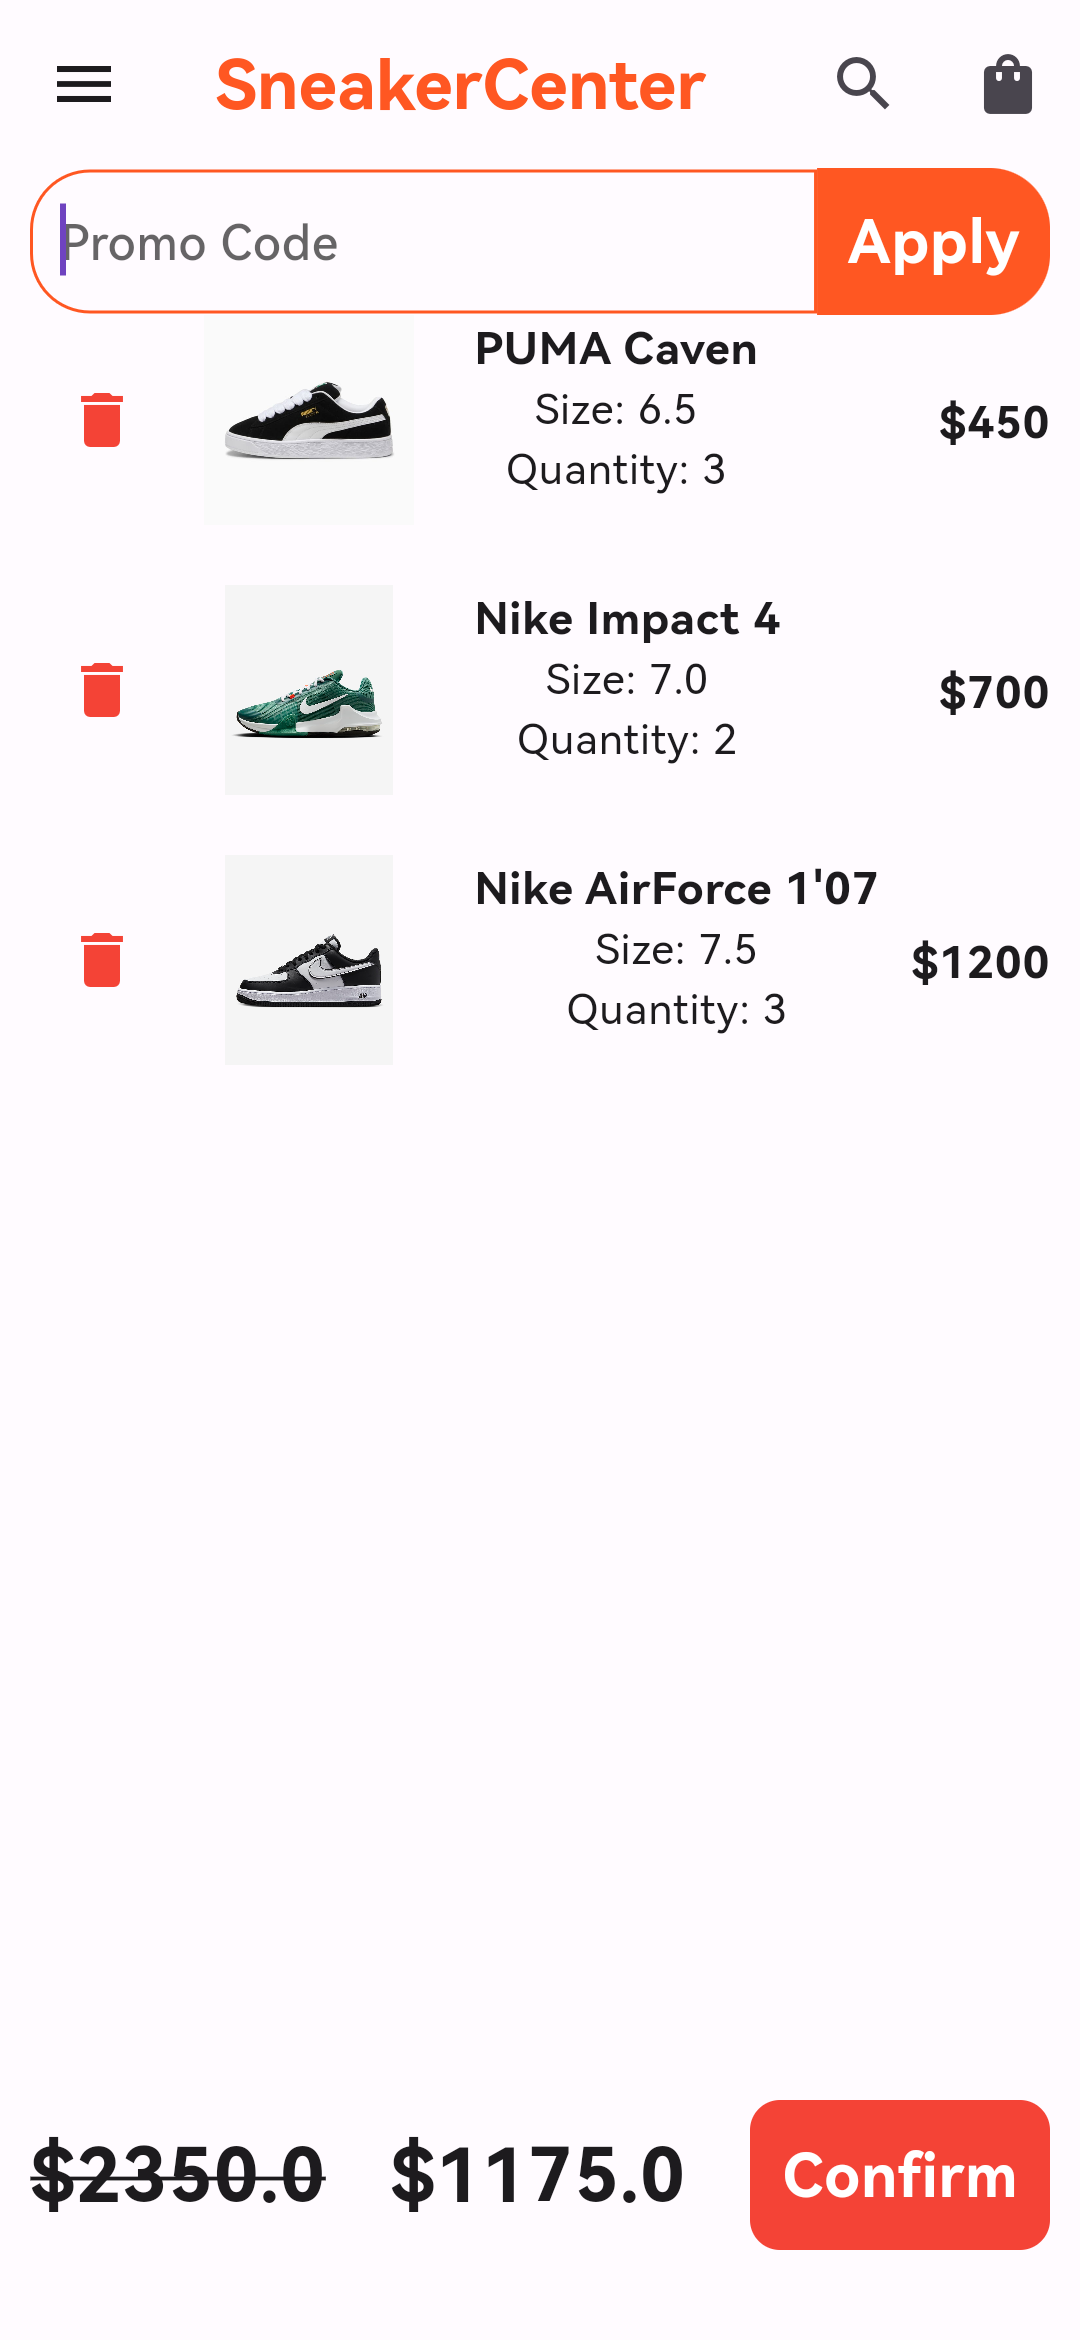 SneakerCenter
Promo Code
Apply
PUMA Caven
Size: 6.5
Quantity: 3
$450
Nike Impact 4
Size: 7.0
Quantity: 2
$700
Nike AirForce 1'07
Size: 7.5
Quantity: 3
$1200
$2350.0
$1175.0
Confirm